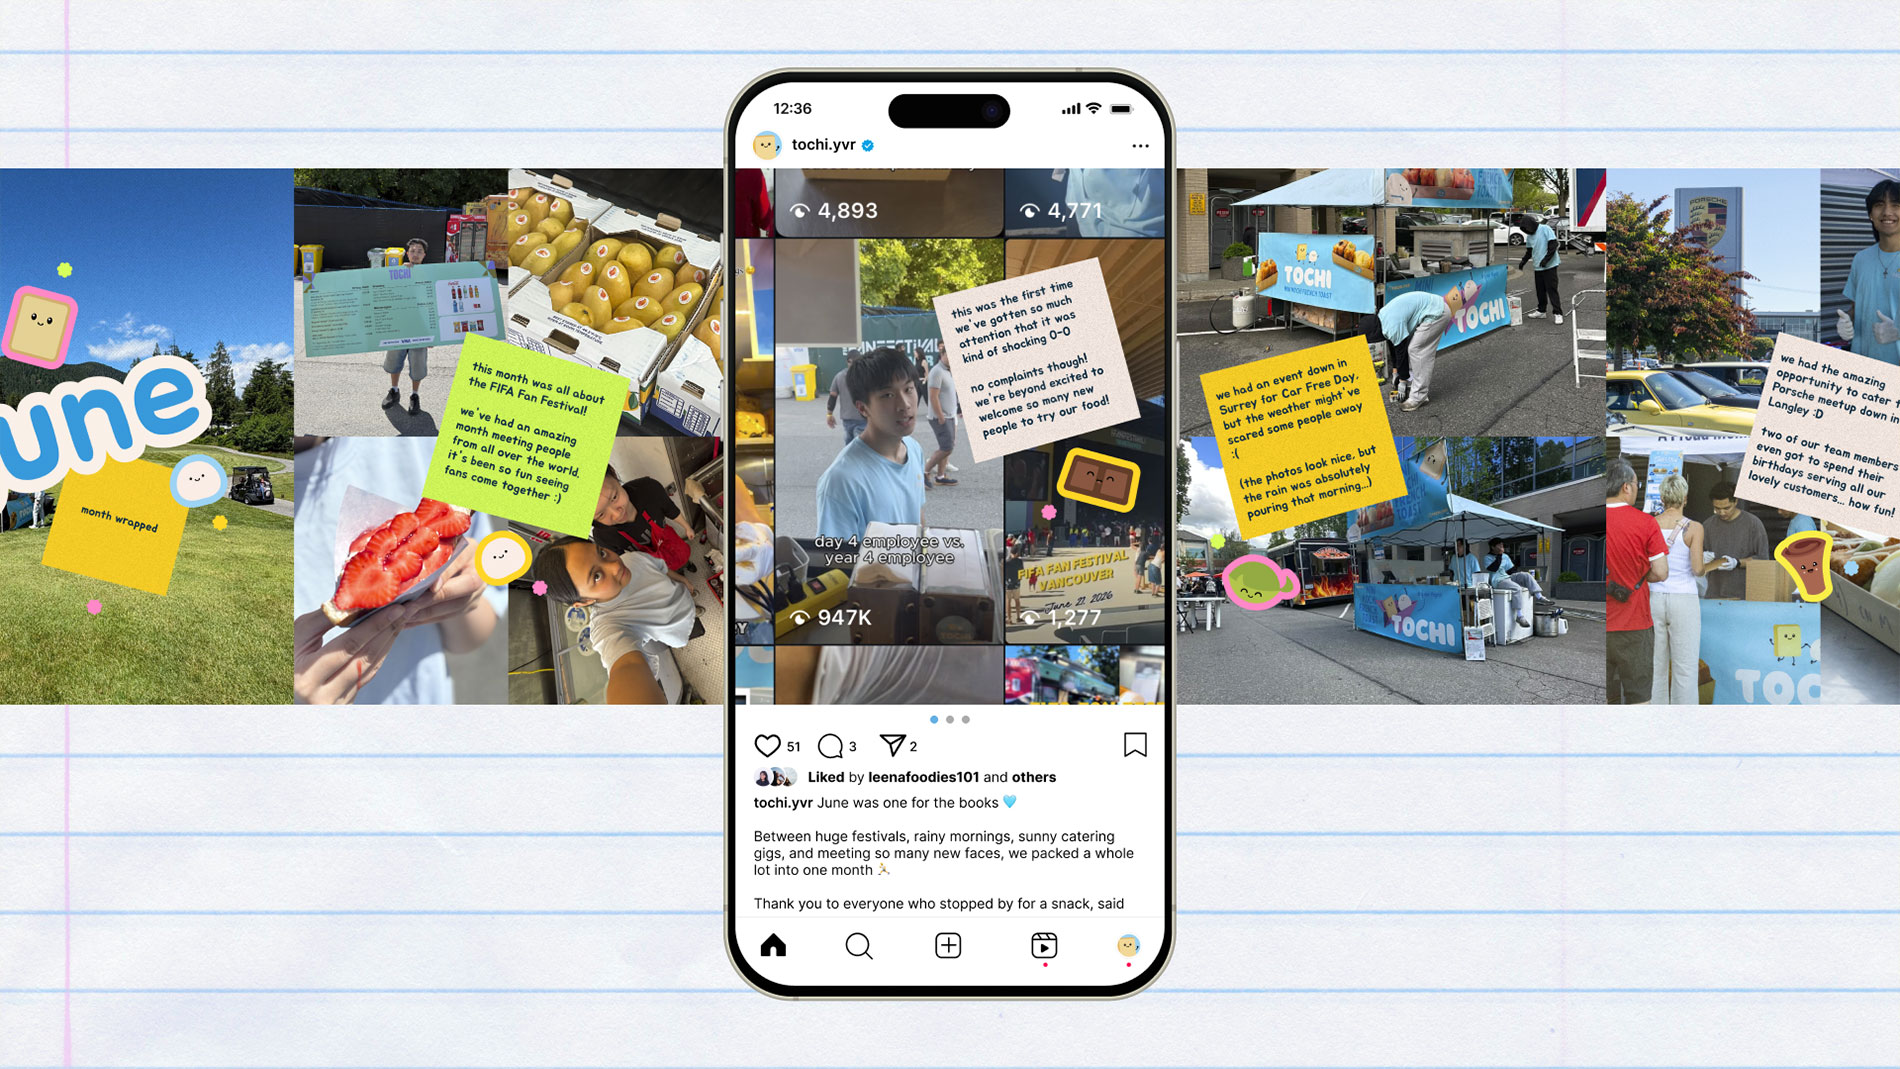 12:36
tochi.yvr
4,893
4,771
une
month wrapped
TOCHI
this month was all about
the FIFA Fan Festival!
we've had an amazing
month meeting people
from all over the world.
it's been so fun seeing
fans come together :)
this was the first time
we've gotten so much
attention that it was
kind of shocking O-O
no complaints though!
we're beyond excited to
welcome so many new
people to try our food!
day 4 employee vs.
year 4 employee
947K
FIFA FAN FESTIVAL
VANCOUVER
June 21, 2026
1,277
TOCHI
TOCHI
we had an event down in
Surrey for Car Free Day,
but the weather might've
scared some people away
:(
(the photos look nice, but
the rain was absolutely
pouring that morning...)
TOCHI
PORSCHE
we had the amazing
opportunity to cater
Porsche meetup down in
Langley :D
two of our team members
even got to spend their
birthdays serving all our
lovely customers... how fun!
TOC
51
3
2
Liked by leenafoodies101 and others
tochi.yvr June was one for the books 🩵
Between huge festivals, rainy mornings, sunny catering
gigs, and meeting so many new faces, we packed a whole
lot into one month
Thank you to everyone who stopped by for a snack, said